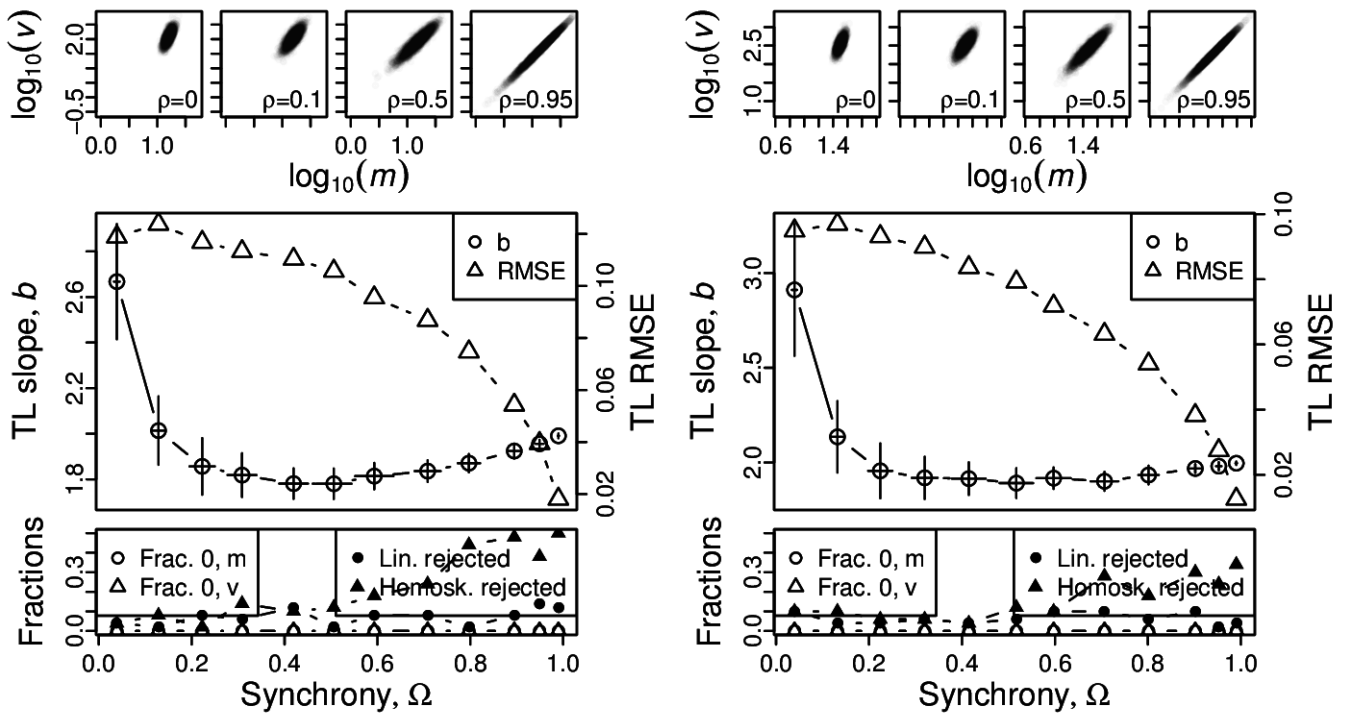 log10(v)
−0.5
2.0
ρ=0
ρ=0.1
ρ=0.5
ρ=0.95
0.0
1.0
0.0
1.0
log10(m)
TL slope, b
1.8
2.2
2.6
b
RMSE
0.02
0.06
0.10
TL RMSE
Fractions
0.0
0.3
Frac. 0, m
Frac. 0, v
Lin. rejected
Homosk. rejected
0.0
0.2
0.4
0.6
0.8
1.0
Synchrony, Ω
log10(v)
1.0
2.5
ρ=0
ρ=0.1
ρ=0.5
ρ=0.95
0.6
1.4
0.6
1.4
log10(m)
TL slope, b
2.0
2.5
3.0
b
RMSE
0.02
0.06
0.10
TL RMSE
Fractions
0.0
0.3
Frac. 0, m
Frac. 0, v
Lin. rejected
Homosk. rejected
0.0
0.2
0.4
0.6
0.8
1.0
Synchrony, Ω